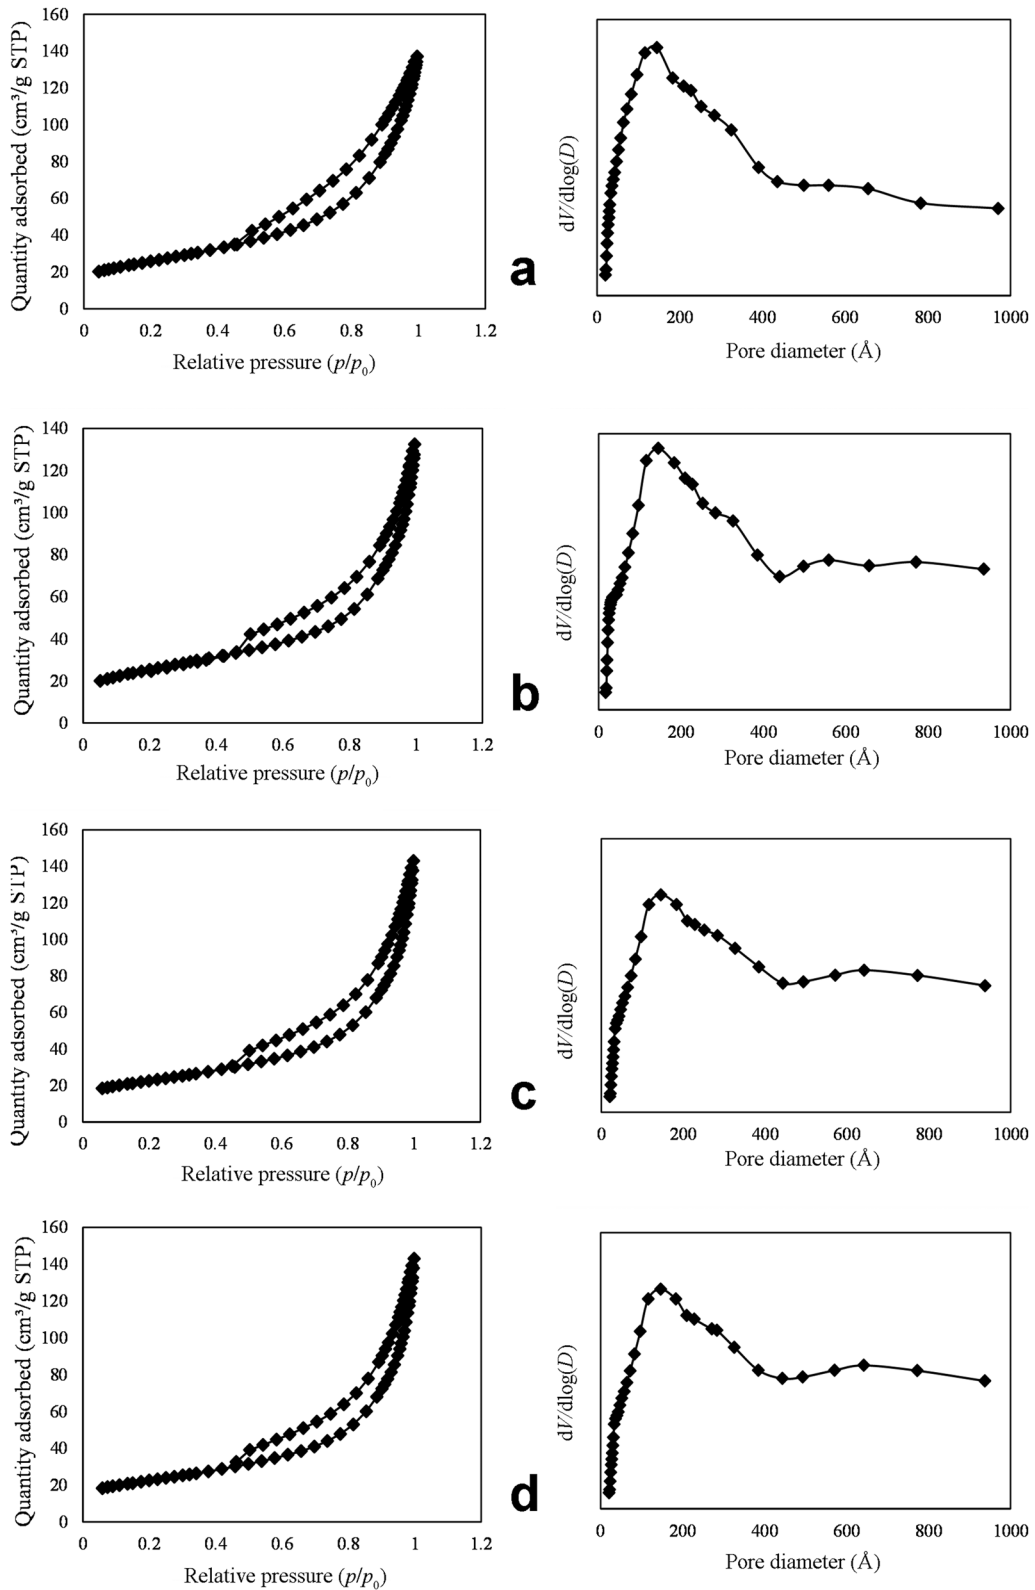 Quantity adsorbed (cm³/g STP)
160
140
120
100
80
60
40
20
0
0 0.2 0.4 0.6 0.8 1 1.2
Relative pressure (p/p₀)
a
dV/dlog(D)
0 200 400 600 800 1000
Pore diameter (Å)
Quantity adsorbed (cm³/g STP)
140
120
100
80
60
40
20
0
0 0.2 0.4 0.6 0.8 1 1.2
Relative pressure (p/p₀)
b
dV/dlog(D)
0 200 400 600 800 1000
Pore diameter (Å)
Quantity adsorbed (cm³/g STP)
160
140
120
100
80
60
40
20
0
0 0.2 0.4 0.6 0.8 1 1.2
Relative pressure (p/p₀)
c
dV/dlog(D)
0 200 400 600 800 1000
Pore diameter (Å)
Quantity adsorbed (cm³/g STP)
160
140
120
100
80
60
40
20
0
0 0.2 0.4 0.6 0.8 1 1.2
Relative pressure (p/p₀)
d
dV/dlog(D)
0 200 400 600 800 1000
Pore diameter (Å)